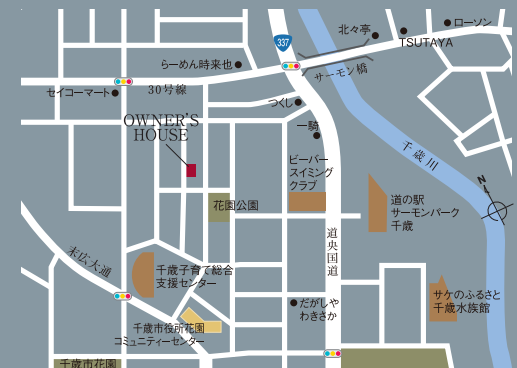 北々亭
ローソン
337
TSUTAYA
らーめん時来也
サーモン橋
セイコーマート
30号線
つくし
OWNER'S
HOUSE
一騎
千歳川
ビーバー
スイミング
クラブ
N
花園公園
道の駅
サーモンパーク
千歳
道央国道
末広大通
千歳子育て総合
支援センター
サケのふるさと
千歳水族館
だがしや
わきさか
千歳市役所花園
コミュニティーセンター
千歳市花園